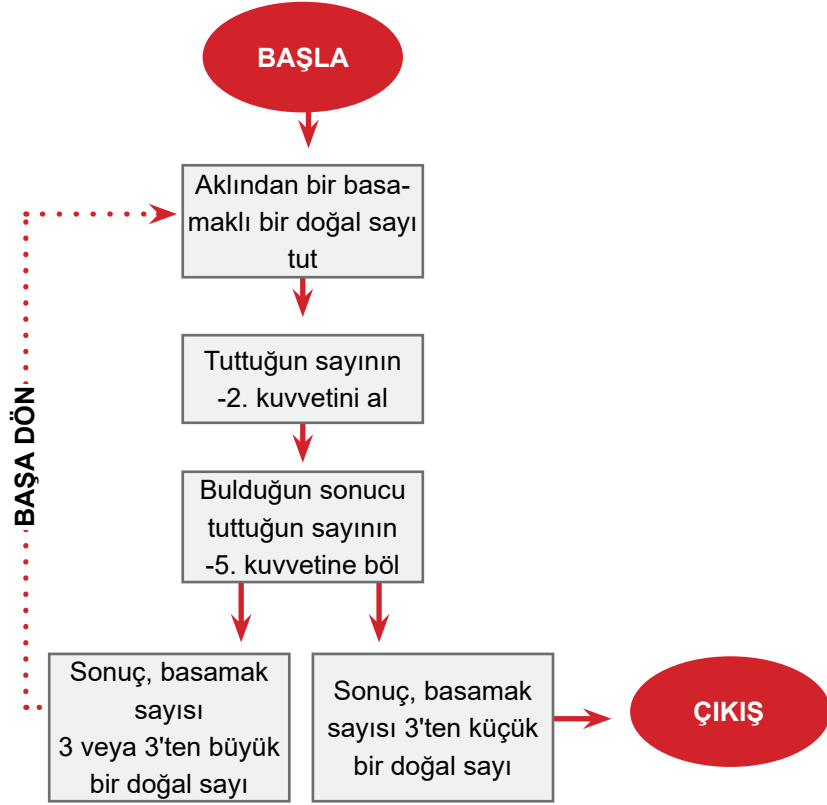 BAŞLA
Aklından bir basa-
maklı bir doğal sayı
tut
Tuttuğun sayının
-2. kuvvetini al
Bulduğun sonucu
tuttuğun sayının
-5. kuvvetine böl
BAŞA DÖN
Sonuç, basamak
sayısı
3 veya 3'ten büyük
bir doğal sayı
Sonuç, basamak
sayısı 3'ten küçük
bir doğal sayı
ÇIKIŞ